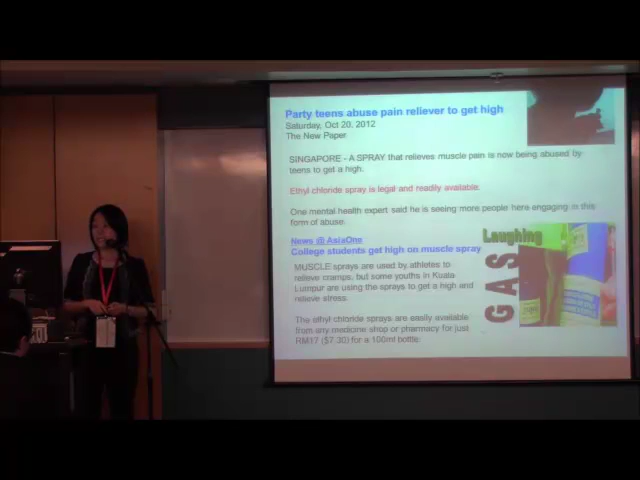 Party teens abuse pain reliever to get high
Saturday, Oct 20, 2012
The New Paper
SINGAPORE - A SPRAY that relieves muscle pain is now being abused by
teens to get a high.
Ethyl chloride spray is legal and readily available.
One mental health expert said he is seeing more people here engaging in this
form of abuse.
News @ AsiaOne
College students get high on muscle spray
MUSCLE sprays are used by athletes to
relieve cramps, but some youths in Kuala
Lumpur are using the sprays to get a high and
relieve stress.
The ethyl chloride sprays are easily available
from any medicine shop or pharmacy for just
RM17 ($7.30) for a 100ml bottle.
Laughing
GAS